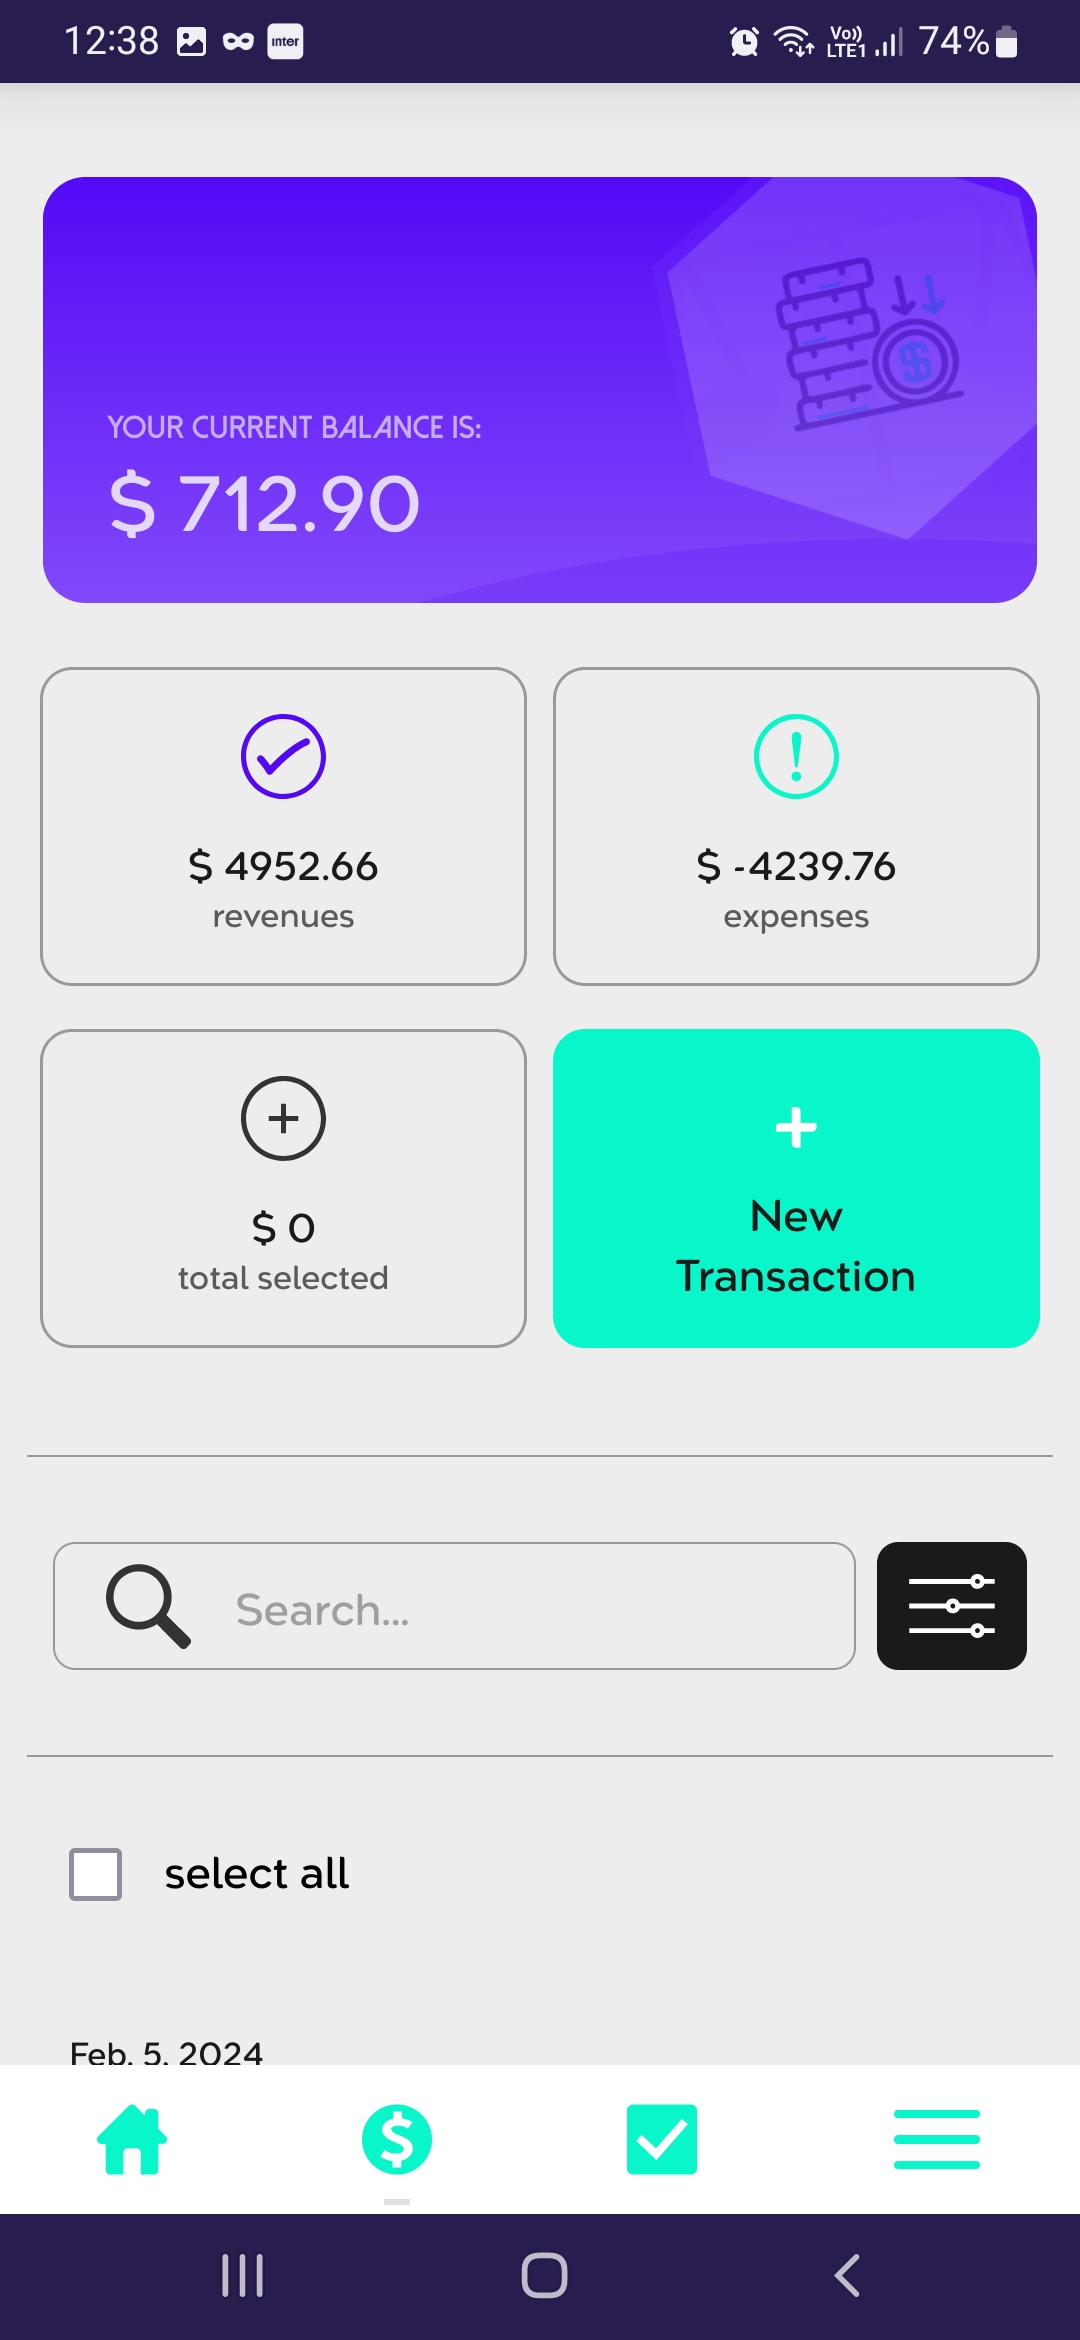 12:38
inter
Vo))
LTE1
74%
YOUR CURRENT BALANCE IS:
$ 712.90
$ 4952.66
revenues
$ -4239.76
expenses
$ 0
total selected
New
Transaction
Search...
select all
Feb. 5, 2024